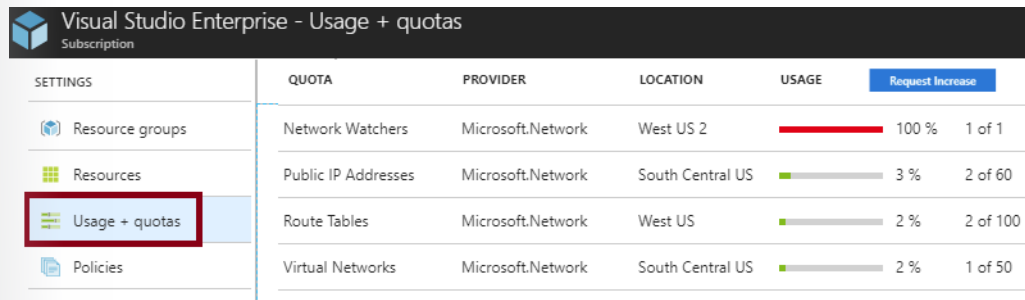 Visual Studio Enterprise - Usage + quotas
Subscription
SETTINGS
Resource groups
Resources
Usage + quotas
Policies
QUOTA PROVIDER LOCATION USAGE Request Increase
Network Watchers Microsoft.Network West US 2 100 % 1 of 1
Public IP Addresses Microsoft.Network South Central US 3 % 2 of 60
Route Tables Microsoft.Network West US 2 % 2 of 100
Virtual Networks Microsoft.Network South Central US 2 % 1 of 50